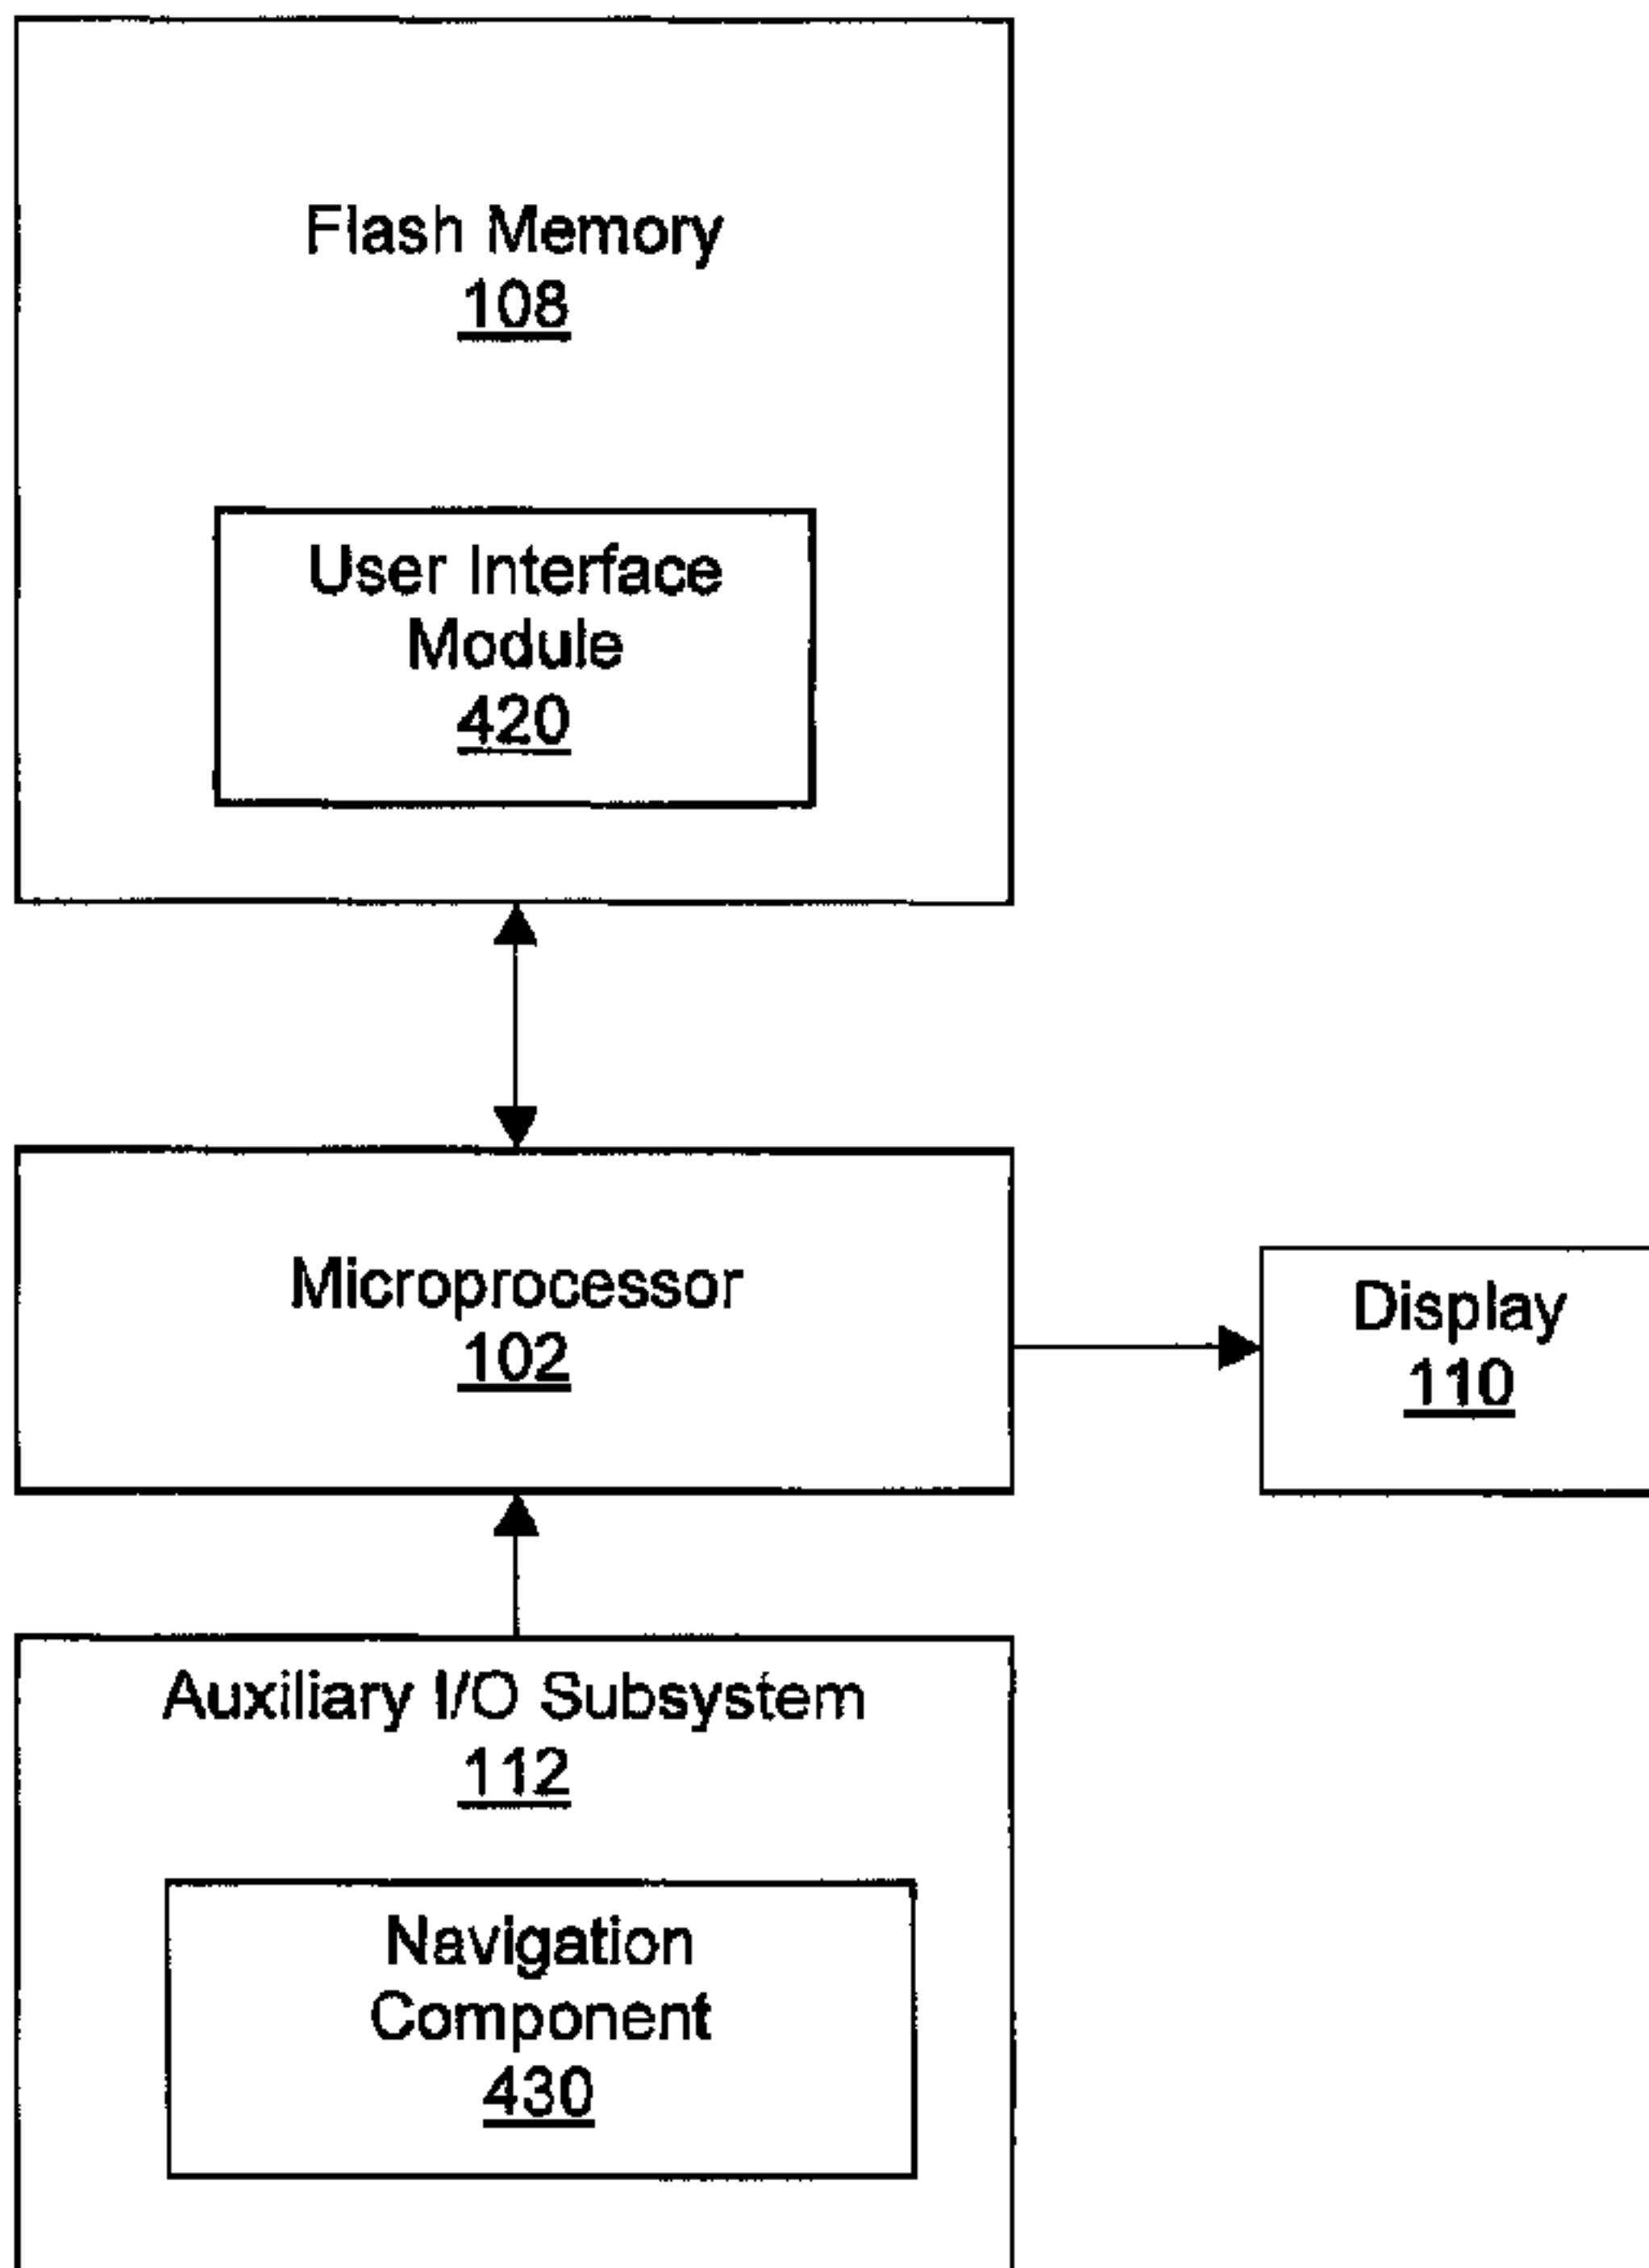 Flash Memory
108
User Interface
Module
420
Microprocessor
102
Display
110
Auxiliary I/O Subsystem
112
Navigation
Component
430